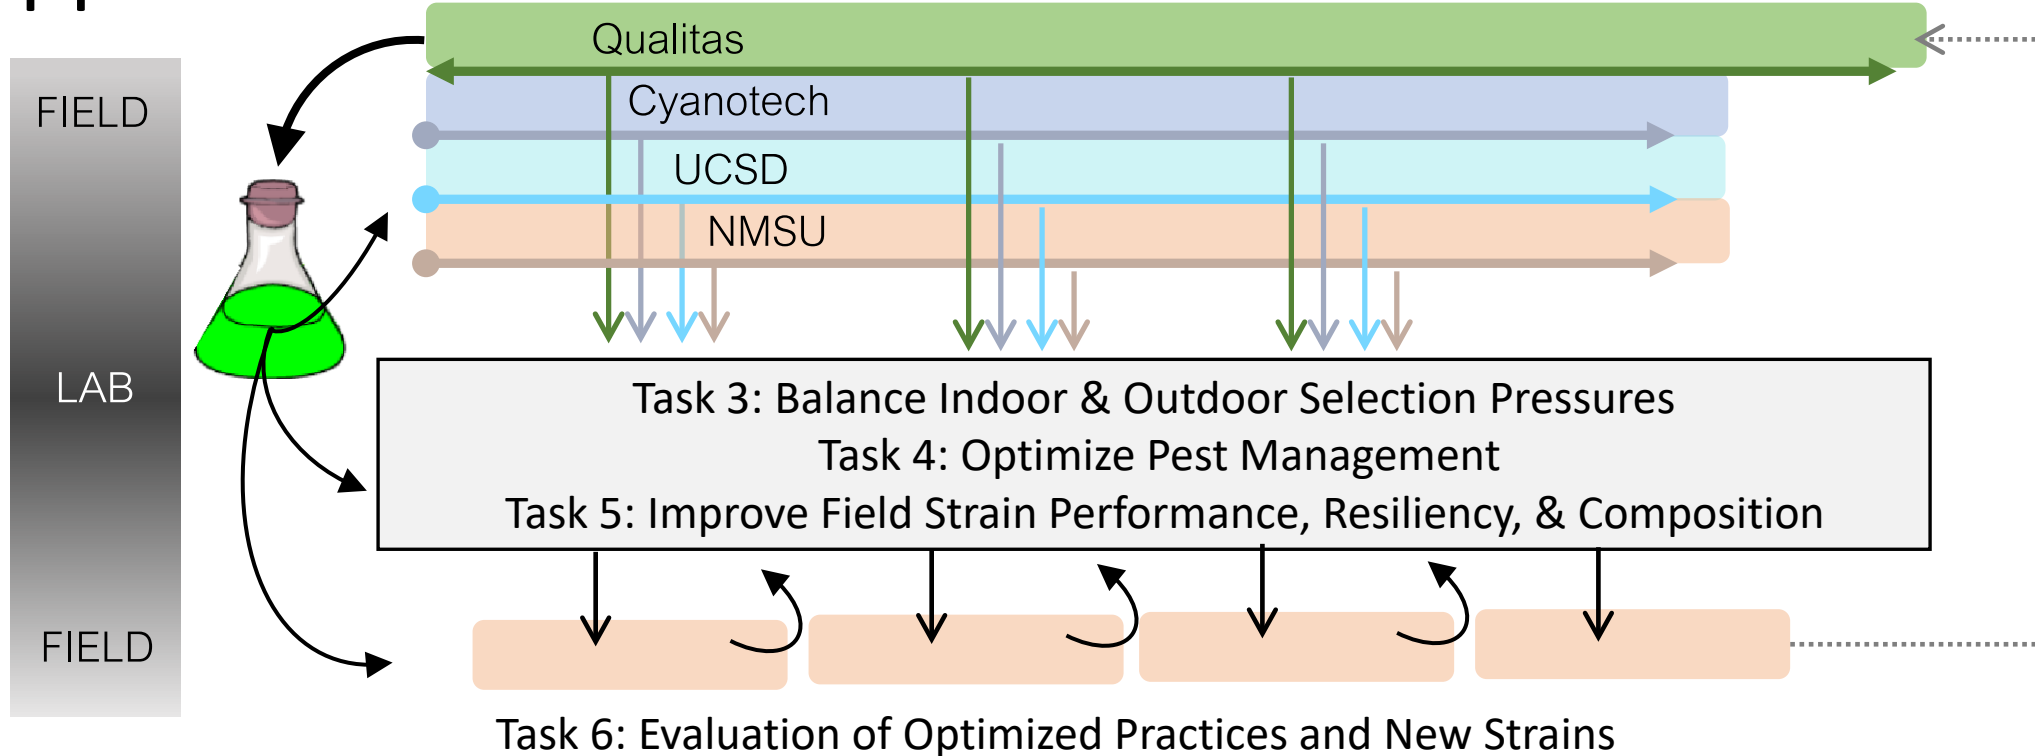 Qualitas
FIELD
Cyanotech
UCSD
NMSU
LAB
Task 3: Balance Indoor & Outdoor Selection Pressures
Task 4: Optimize Pest Management
Task 5: Improve Field Strain Performance, Resiliency, & Composition
FIELD
Task 6: Evaluation of Optimized Practices and New Strains